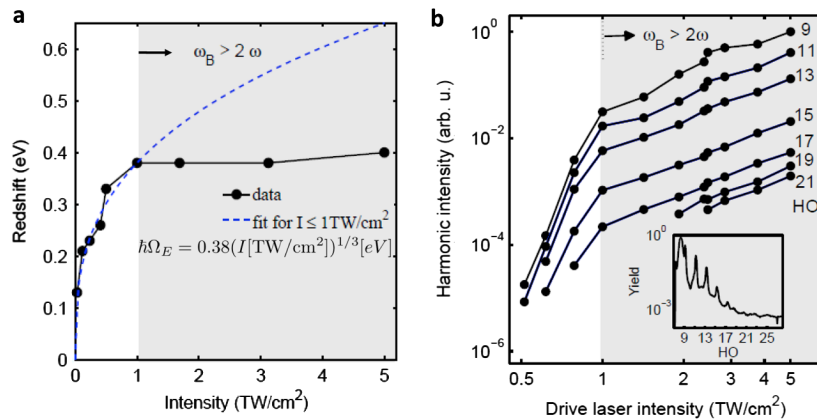 a
Redshift (eV)
0.6
0.5
0.4
0.3
0.2
0.1
0
ω_B > 2 ω
data
fit for I ≤ 1TW/cm²
ħΩ_E = 0.38(I[TW/cm²])^1/3[eV]
0 1 2 3 4 5
Intensity (TW/cm²)
b
Harmonic intensity (arb. u.)
10^0
10^-2
10^-4
10^-6
ω_B > 2ω
9
11
13
15
17
19
21
HO
10^0
Yield
10^-3
9 13 17 21 25
HO
0.5 1 2 3 4 5
Drive laser intensity (TW/cm²)